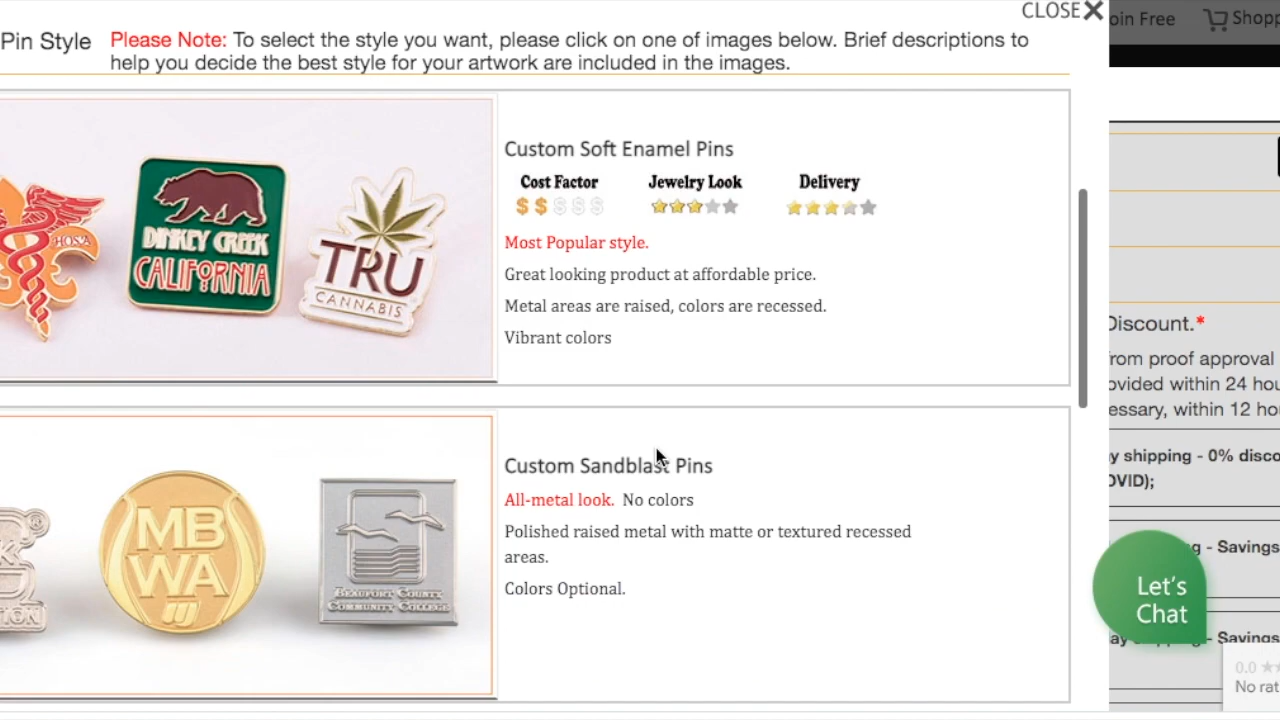 CLOSE✕
oin Free
Shopp
Pin Style
Please Note: To select the style you want, please click on one of images below. Brief descriptions to
help you decide the best style for your artwork are included in the images.
HOSA
DINKEY CREEK
CALIFORNIA
TRU
CANNABIS
Custom Soft Enamel Pins
Cost Factor
Jewelry Look
Delivery
$ $ $ $ $
Most Popular style.
Great looking product at affordable price.
Metal areas are raised, colors are recessed.
Vibrant colors
K
TION
MB
WA
BEAUFORT COUNTY
COMMUNITY COLLEGE
Custom Sandblast Pins
All-metal look. No colors
Polished raised metal with matte or textured recessed
areas.
Colors Optional.
Discount.*
from proof approval
ovided within 24 hou
essary, within 12 ho
y shipping - 0% disco
OVID);
g - Savings
ay shipping - Savings
Let's
Chat
0.0
No rat